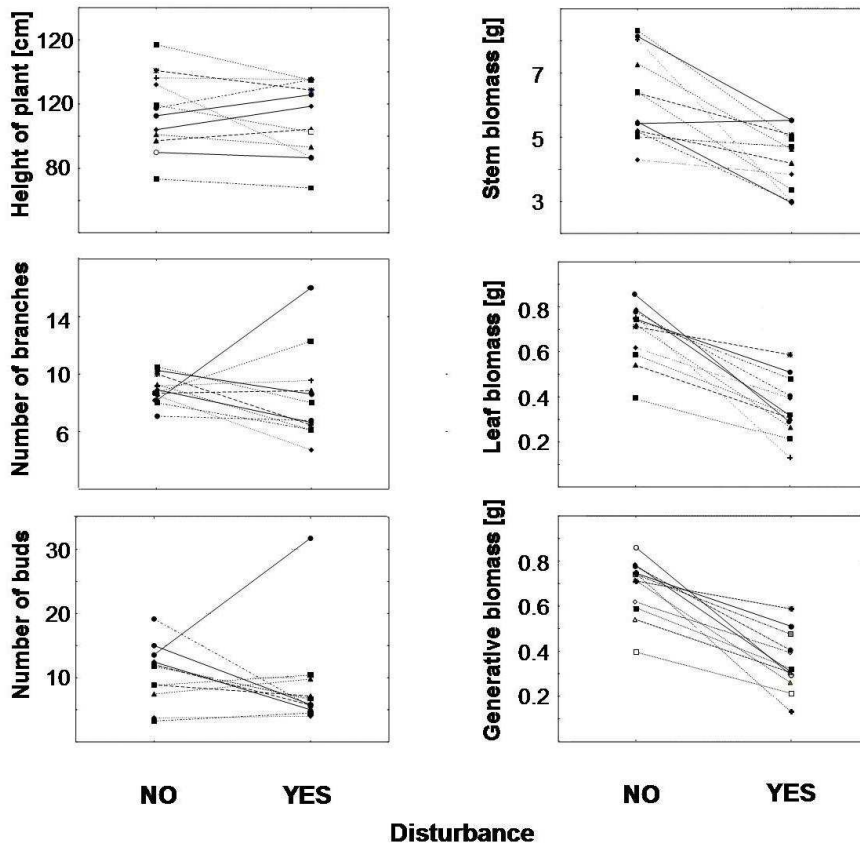 Height of plant [cm]
120
120
80
Stem biomass [g]
7
5
3
Number of branches
14
10
6
Leaf biomass [g]
0.8
0.6
0.4
0.2
Number of buds
30
20
10
Generative biomass [g]
0.8
0.6
0.4
0.2
NO
YES
NO
YES
Disturbance